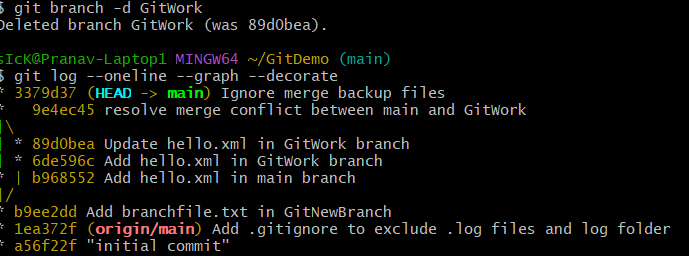 $ git branch -d GitWork
Deleted branch GitWork (was 89d0bea).
sIcK@Pranav-Laptop1 MINGW64 ~/GitDemo (main)
$ git log --oneline --graph --decorate
* 3379d37 (HEAD -> main) Ignore merge backup files
*   9e4ec45 resolve merge conflict between main and GitWork
|\
| * 89d0bea Update hello.xml in GitWork branch
| * 6de596c Add hello.xml in GitWork branch
* | b968552 Add hello.xml in main branch
|/
* b9ee2dd Add branchfile.txt in GitNewBranch
* 1ea372f (origin/main) Add .gitignore to exclude .log files and log folder
* a56f22f "initial commit"